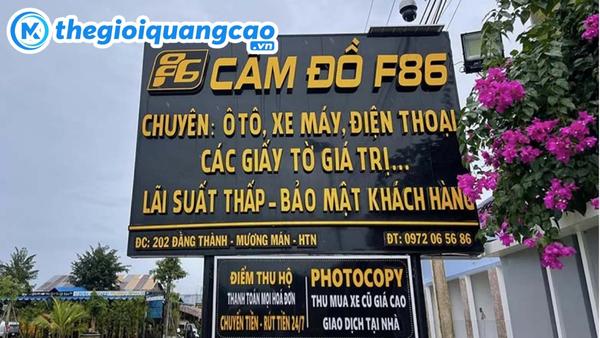 thegioiquangcao
.vn
F86
CẦM ĐỒ F86
CHUYÊN: Ô TÔ, XE MÁY, ĐIỆN THOẠI
CÁC GIẤY TỜ GIÁ TRỊ...
LÃI SUẤT THẤP - BẢO MẬT KHÁCH HÀNG
ĐC: 202 ĐẰNG THÀNH - MƯƠNG MÁN - HTN
ĐT: 0972 06 56 86
ĐIỂM THU HỘ
THANH TOÁN MỌI HOÁ ĐƠN
CHUYỂN TIỀN - RÚT TIỀN 24/7
PHOTOCOPY
THU MUA XE CŨ GIÁ CAO
GIAO DỊCH TẠI NHÀ